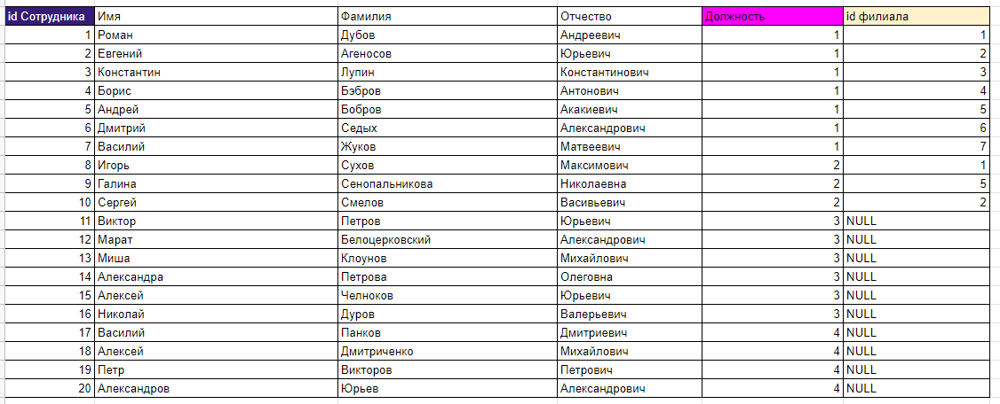 id Сотрудника Имя Фамилия Отчество Должность id филиала
1 Роман Дубов Андреевич 1 1
2 Евгений Агеносов Юрьевич 1 2
3 Константин Лупин Константинович 1 3
4 Борис Бэбров Антонович 1 4
5 Андрей Бобров Акакиевич 1 5
6 Дмитрий Седых Александрович 1 6
7 Василий Жуков Матвеевич 1 7
8 Игорь Сухов Максимович 2 1
9 Галина Сенопальникова Николаевна 2 5
10 Сергей Смелов Васивьевич 2 2
11 Виктор Петров Юрьевич 3 NULL
12 Марат Белоцерковский Александрович 3 NULL
13 Миша Клоунов Михайлович 3 NULL
14 Александра Петрова Олеговна 3 NULL
15 Алексей Челноков Юрьевич 3 NULL
16 Николай Дуров Валерьевич 3 NULL
17 Василий Панков Дмитриевич 4 NULL
18 Алексей Дмитриченко Михайлович 4 NULL
19 Петр Викторов Петрович 4 NULL
20 Александров Юрьев Александрович 4 NULL